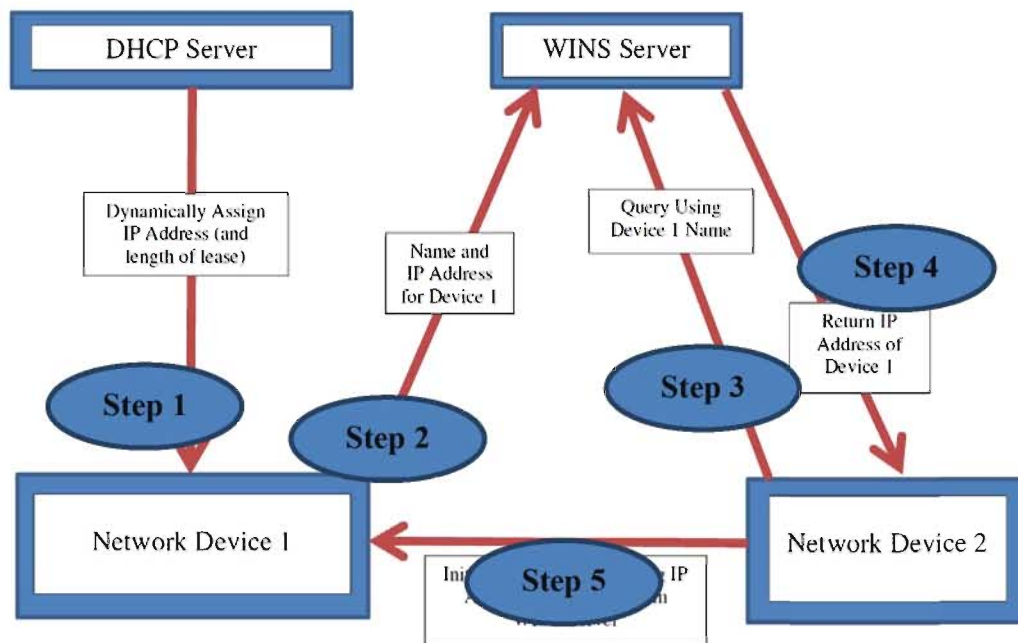 DHCP Server
WINS Server
Dynamically Assign
IP Address (and
length of lease)
Name and
IP Address
for Device 1
Query Using
Device 1 Name
Step 4
Return IP
Address of
Device 1
Step 1
Step 2
Step 3
Network Device 1
Network Device 2
Step 5
IP